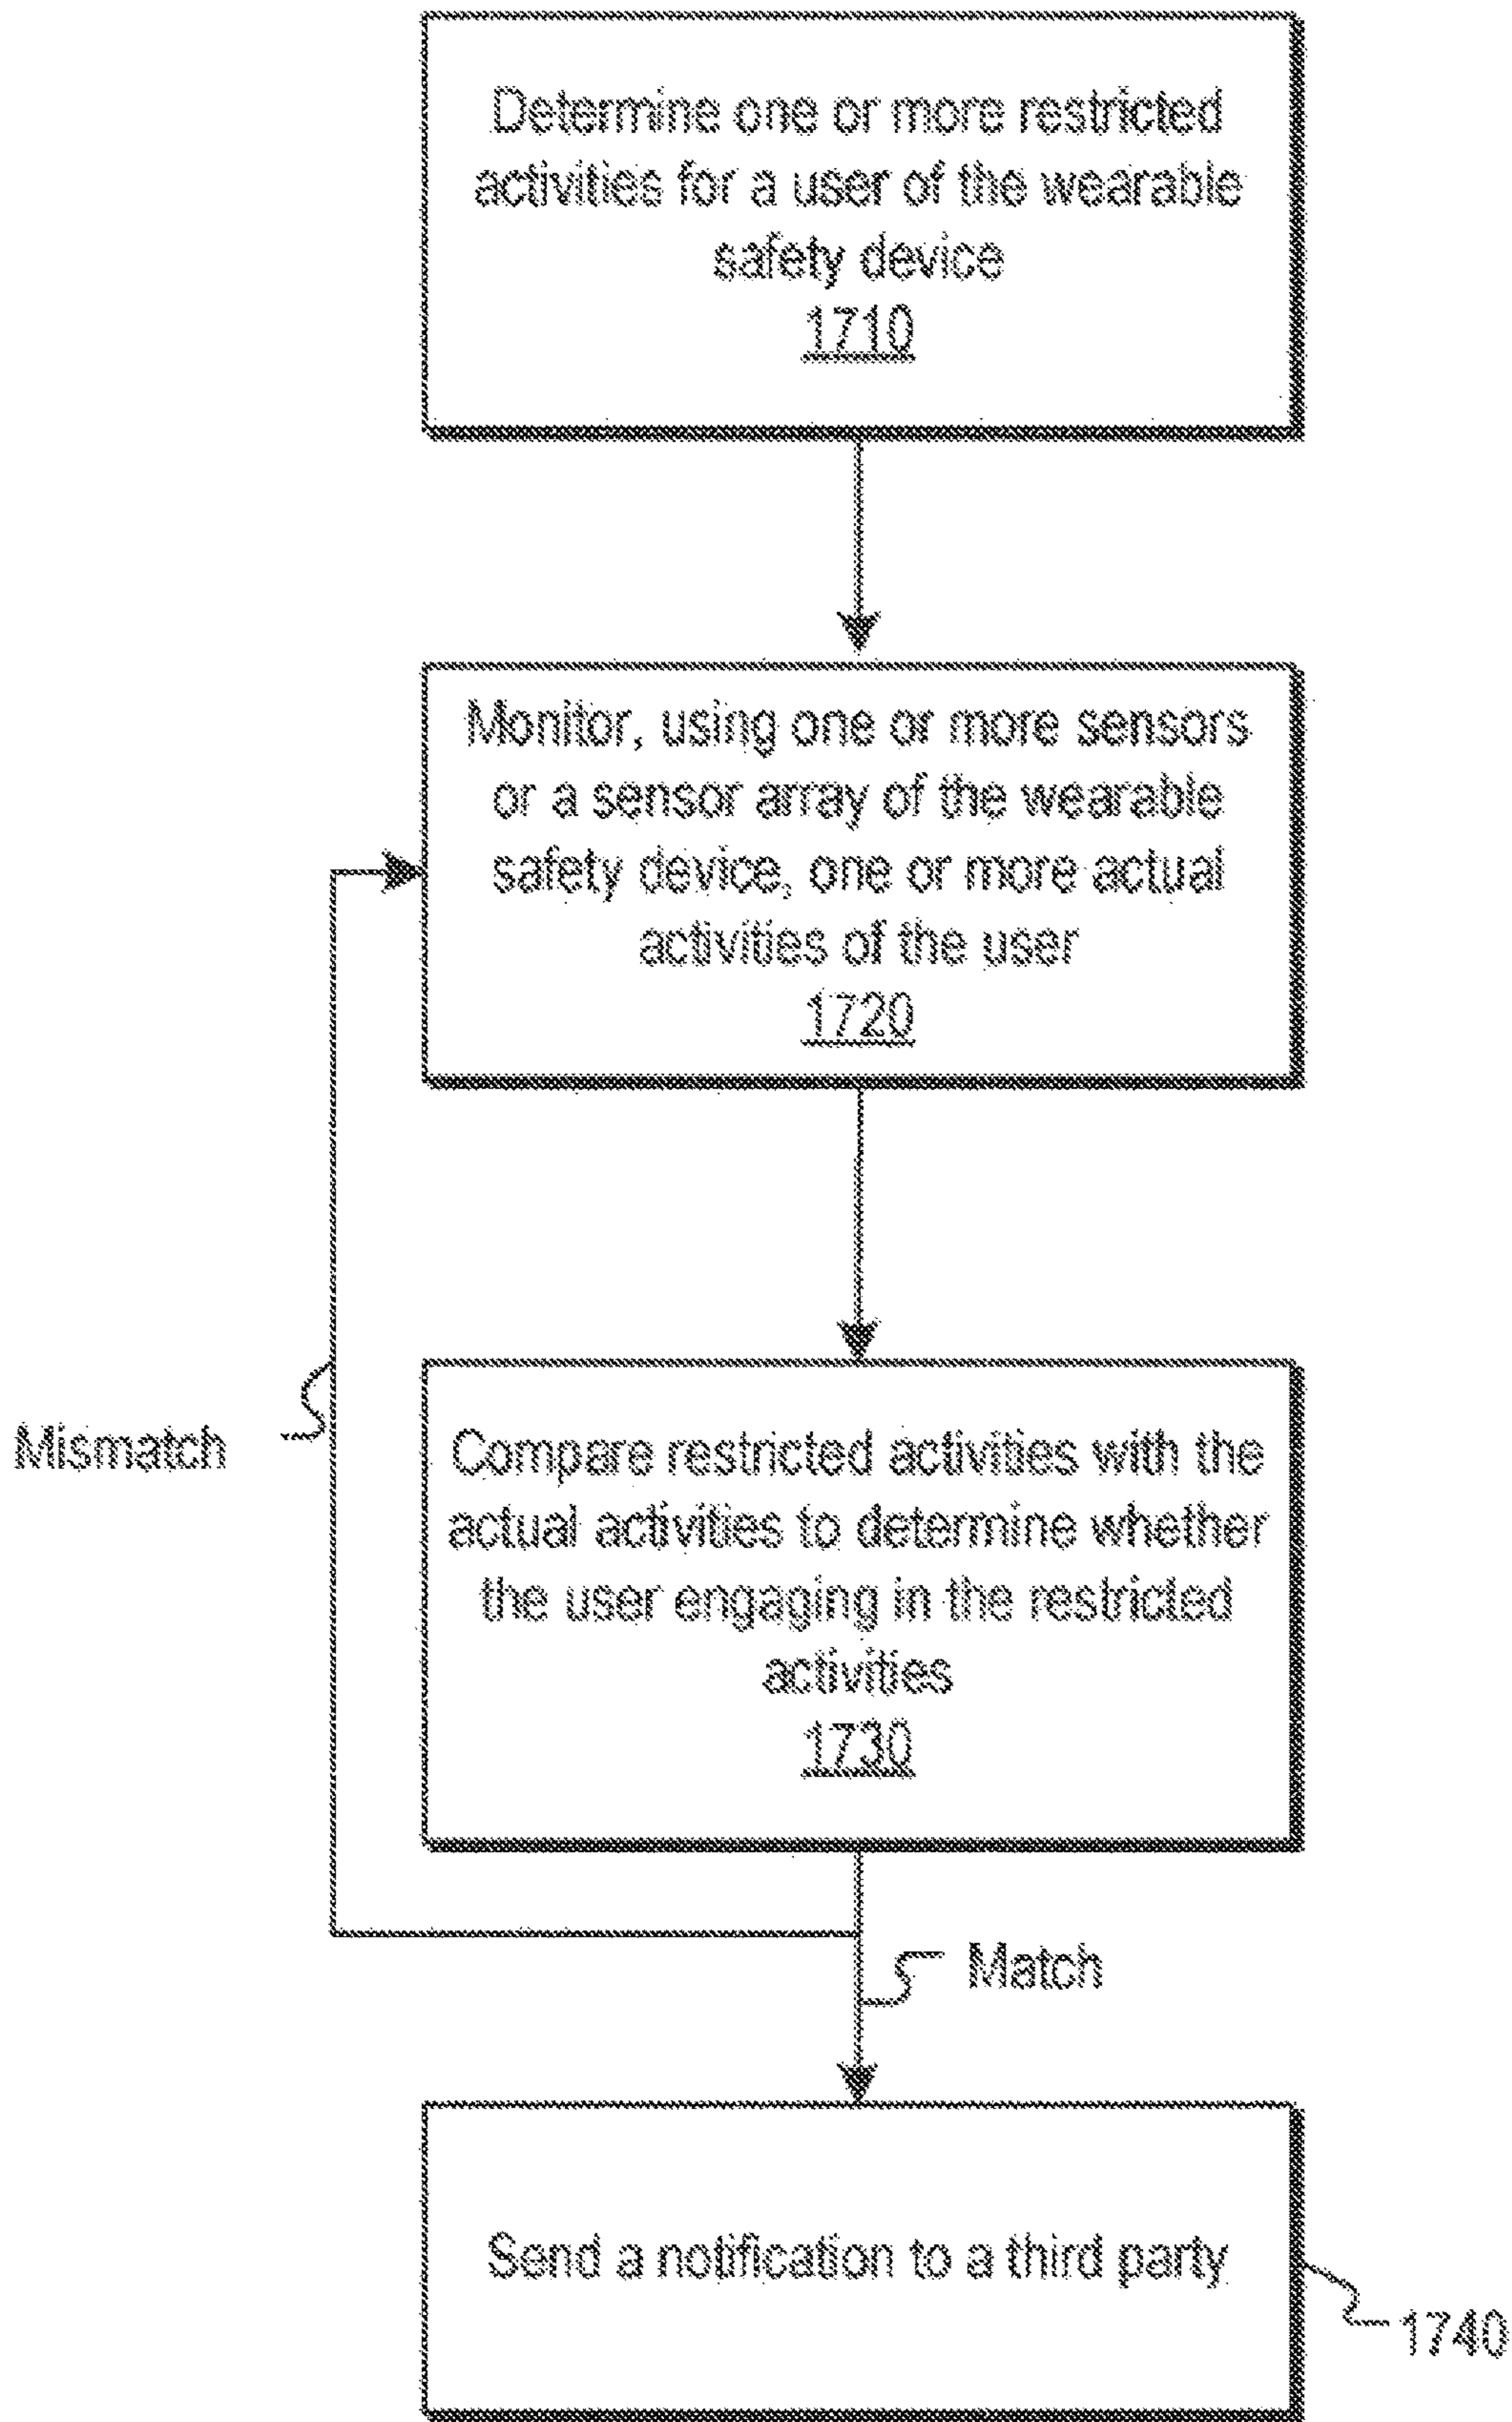 Determine one or more restricted
activities for a user of the wearable
safety device
1710
Monitor, using one or more sensors
or a sensor array of the wearable
safety device, one or more actual
activities of the user
1720
Mismatch
Compare restricted activities with the
actual activities to determine whether
the user engaging in the restricted
activities
1730
Match
Send a notification to a third party
1740